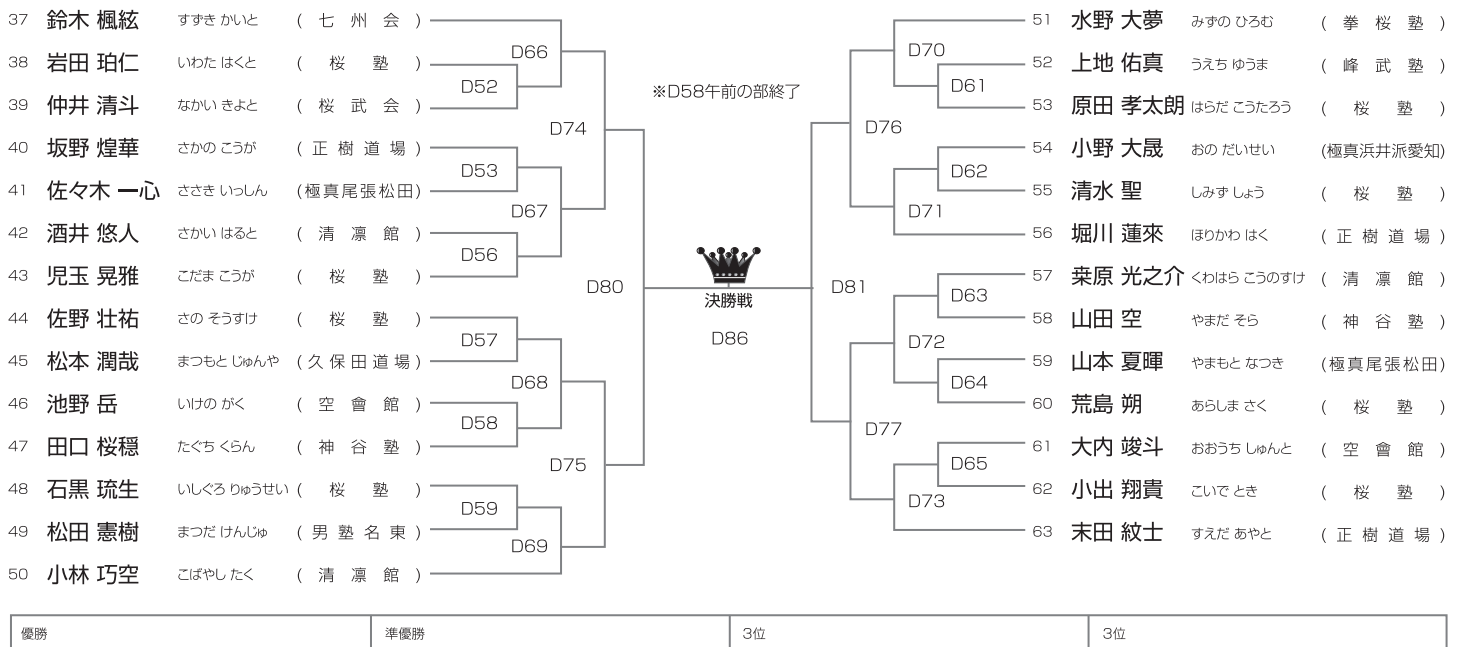 37 鈴木 楓絃 すずき かいと ( 七 州 会 )
38 岩田 珀仁 いわた はくと ( 桜 塾 )
39 仲井 清斗 なかい きよと ( 桜 武 会 )
40 坂野 煌華 さかの こうが ( 正 樹 道 場 )
41 佐々木 一心 ささき いっしん (極真尾張松田)
42 酒井 悠人 さかい はると ( 清 凛 館 )
43 児玉 晃雅 こだま こうが ( 桜 塾 )
44 佐野 壮祐 さの そうすけ ( 桜 塾 )
45 松本 潤哉 まつもと じゅんや ( 久 保 田 道 場 )
46 池野 岳 いけの がく ( 空 會 館 )
47 田口 桜穏 たぐち くらん ( 神 谷 塾 )
48 石黒 琉生 いしぐろ りゅうせい ( 桜 塾 )
49 松田 憲樹 まつだ けんじゅ ( 男 塾 名 東 )
50 小林 巧空 こばやし たく ( 清 凛 館 )
D66
D52
D74
D53
D67
D56
D80
D57
D68
D58
D75
D59
D69
※D58午前の部終了
決勝戦
D86
D70
D61
D76
D62
D71
D81
D63
D72
D64
D77
D65
D73
51 水野 大夢 みずの ひろむ ( 拳 桜 塾 )
52 上地 佑真 うえち ゆうま ( 峰 武 塾 )
53 原田 孝太朗 はらだ こうたろう ( 桜 塾 )
54 小野 大晟 おの だいせい (極真浜井派愛知)
55 清水 聖 しみず しょう ( 桜 塾 )
56 堀川 蓮來 ほりかわ はく ( 正 樹 道 場 )
57 桒原 光之介 くわはら こうのすけ ( 清 凛 館 )
58 山田 空 やまだ そら ( 神 谷 塾 )
59 山本 夏暉 やまもと なつき (極真尾張松田)
60 荒島 朔 あらしま さく ( 桜 塾 )
61 大内 竣斗 おおうち しゅんと ( 空 會 館 )
62 小出 翔貴 こいで とき ( 桜 塾 )
63 末田 紋士 すえだ あやと ( 正 樹 道 場 )
優勝 準優勝 3位 3位